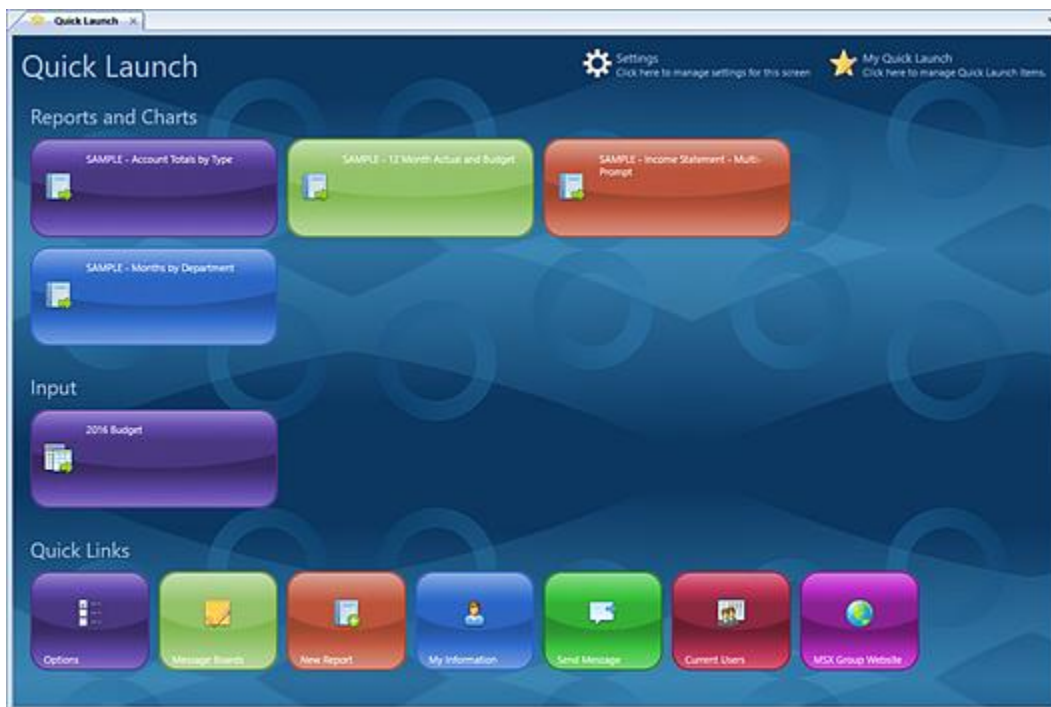 Quick Launch
Quick Launch
Settings
Click here to manage settings for this screen
My Quick Launch
Click here to manage Quick Launch Items.
Reports and Charts
SAMPLE - Account Totals by Type
SAMPLE - 12 Month Actual and Budget
SAMPLE - Income Statement - Multi-
Prompt
SAMPLE - Months by Department
Input
2016 Budget
Quick Links
Options
Message Boards
New Report
My Information
Send Message
Current Users
MSX Group Website